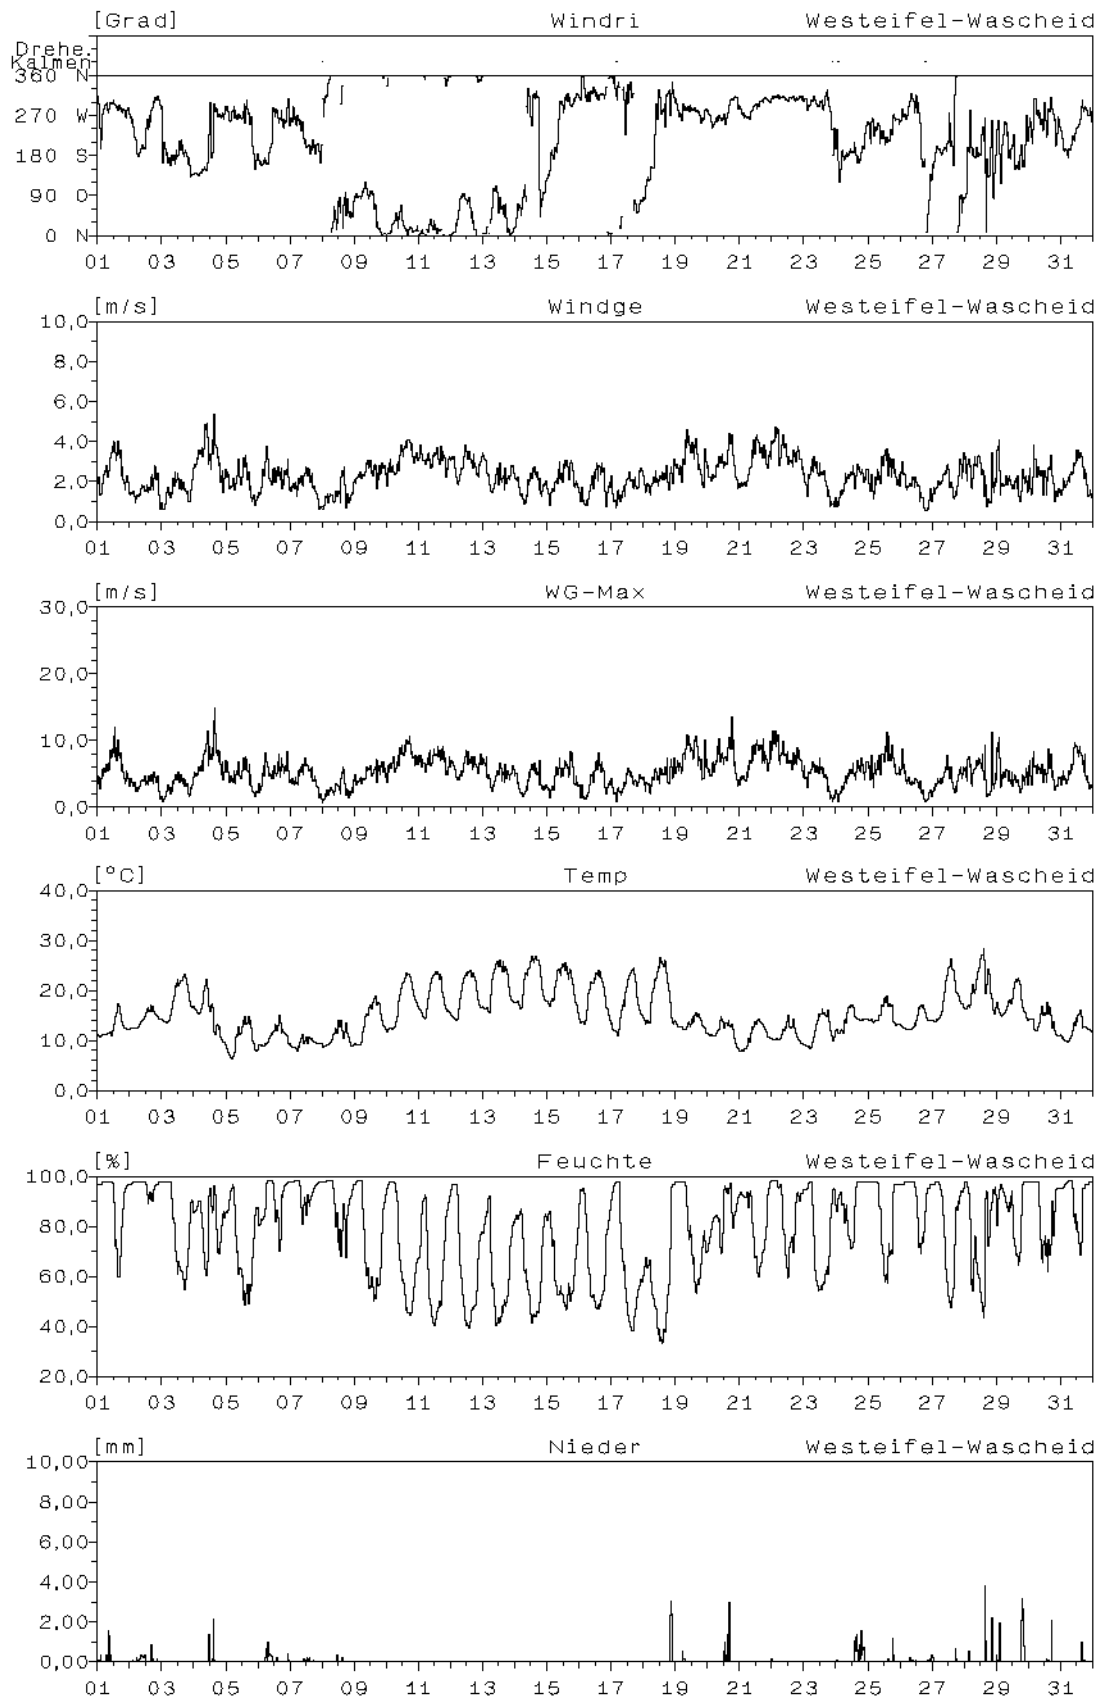 [Grad] Windri Westeifel-Wascheid
Drehe.
Kalmen
360 N
270 W
180 S
90 O
0 N
01 03 05 07 09 11 13 15 17 19 21 23 25 27 29 31
[m/s] Windge Westeifel-Wascheid
10,0
8,0
6,0
4,0
2,0
0,0
01 03 05 07 09 11 13 15 17 19 21 23 25 27 29 31
[m/s] WG-Max Westeifel-Wascheid
30,0
20,0
10,0
0,0
01 03 05 07 09 11 13 15 17 19 21 23 25 27 29 31
[°C] Temp Westeifel-Wascheid
40,0
30,0
20,0
10,0
0,0
01 03 05 07 09 11 13 15 17 19 21 23 25 27 29 31
[%] Feuchte Westeifel-Wascheid
100,0
80,0
60,0
40,0
20,0
01 03 05 07 09 11 13 15 17 19 21 23 25 27 29 31
[mm] Nieder Westeifel-Wascheid
10,00
8,00
6,00
4,00
2,00
0,00
01 03 05 07 09 11 13 15 17 19 21 23 25 27 29 31